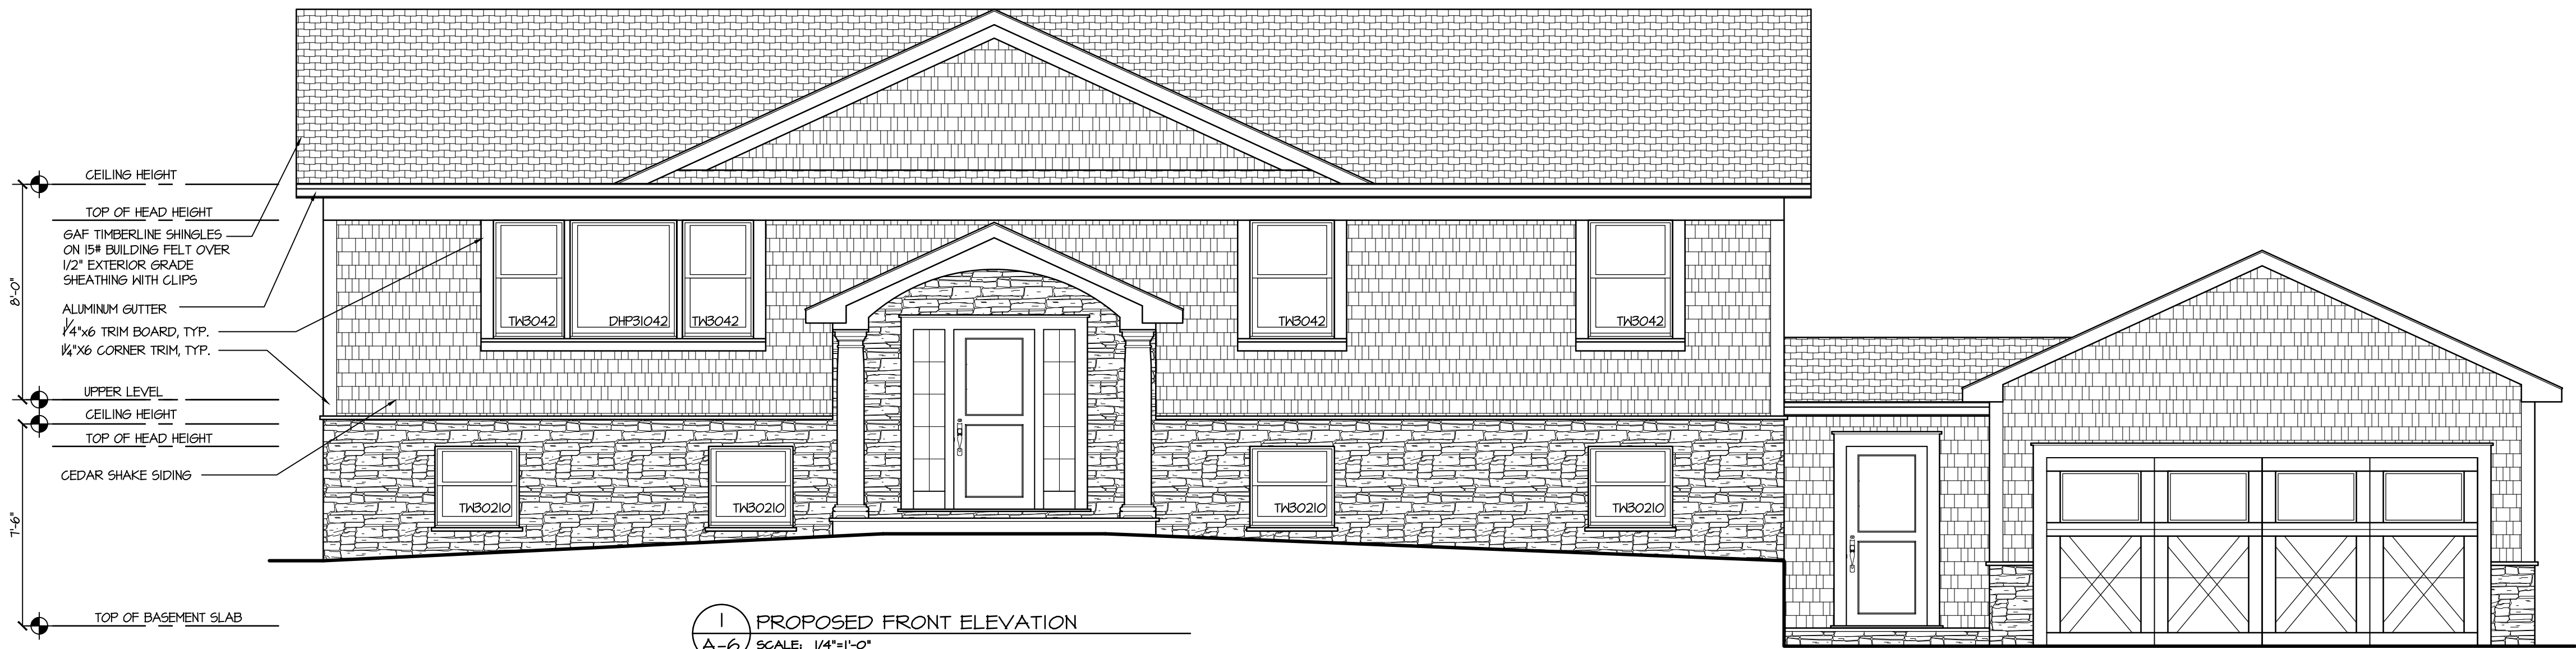 CEILING HEIGHT
TOP OF HEAD HEIGHT
GAF TIMBERLINE SHINGLES
ON 15# BUILDING FELT OVER
1/2" EXTERIOR GRADE
SHEATHING WITH CLIPS
8'-0"
ALUMINUM GUTTER
1/4"x6 TRIM BOARD, TYP.
1¼"X6 CORNER TRIM, TYP.
UPPER LEVEL
CEILING HEIGHT
TOP OF HEAD HEIGHT
CEDAR SHAKE SIDING
7'-6"
TOP OF BASEMENT SLAB
TW3042
DHP31042
TW3042
TW3042
TW3042
TW30210
TW30210
TW30210
TW30210
1
A-6
PROPOSED FRONT ELEVATION
SCALE: 1/4"=1'-0"